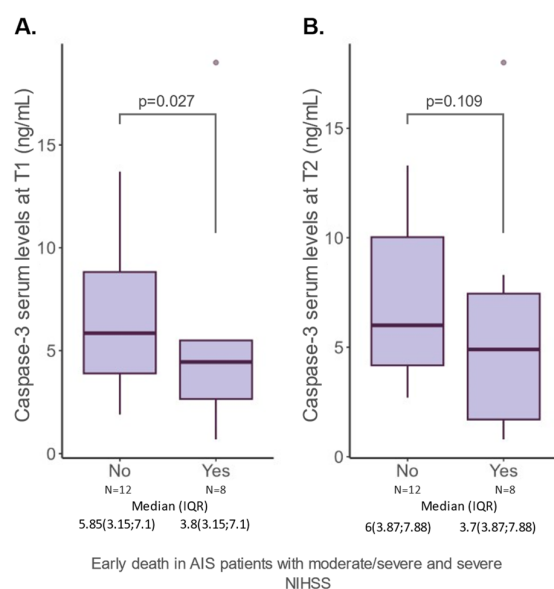 A.
B.
Caspase-3 serum levels at T1 (ng/mL)
15
10
5
0
p=0.027
No
Yes
N=12
N=8
Median (IQR)
5.85(3.15;7.1)
3.8(3.15;7.1)
Caspase-3 serum levels at T2 (ng/mL)
15
10
5
0
p=0.109
No
Yes
N=12
N=8
Median (IQR)
6(3.87;7.88)
3.7(3.87;7.88)
Early death in AIS patients with moderate/severe and severe
NIHSS